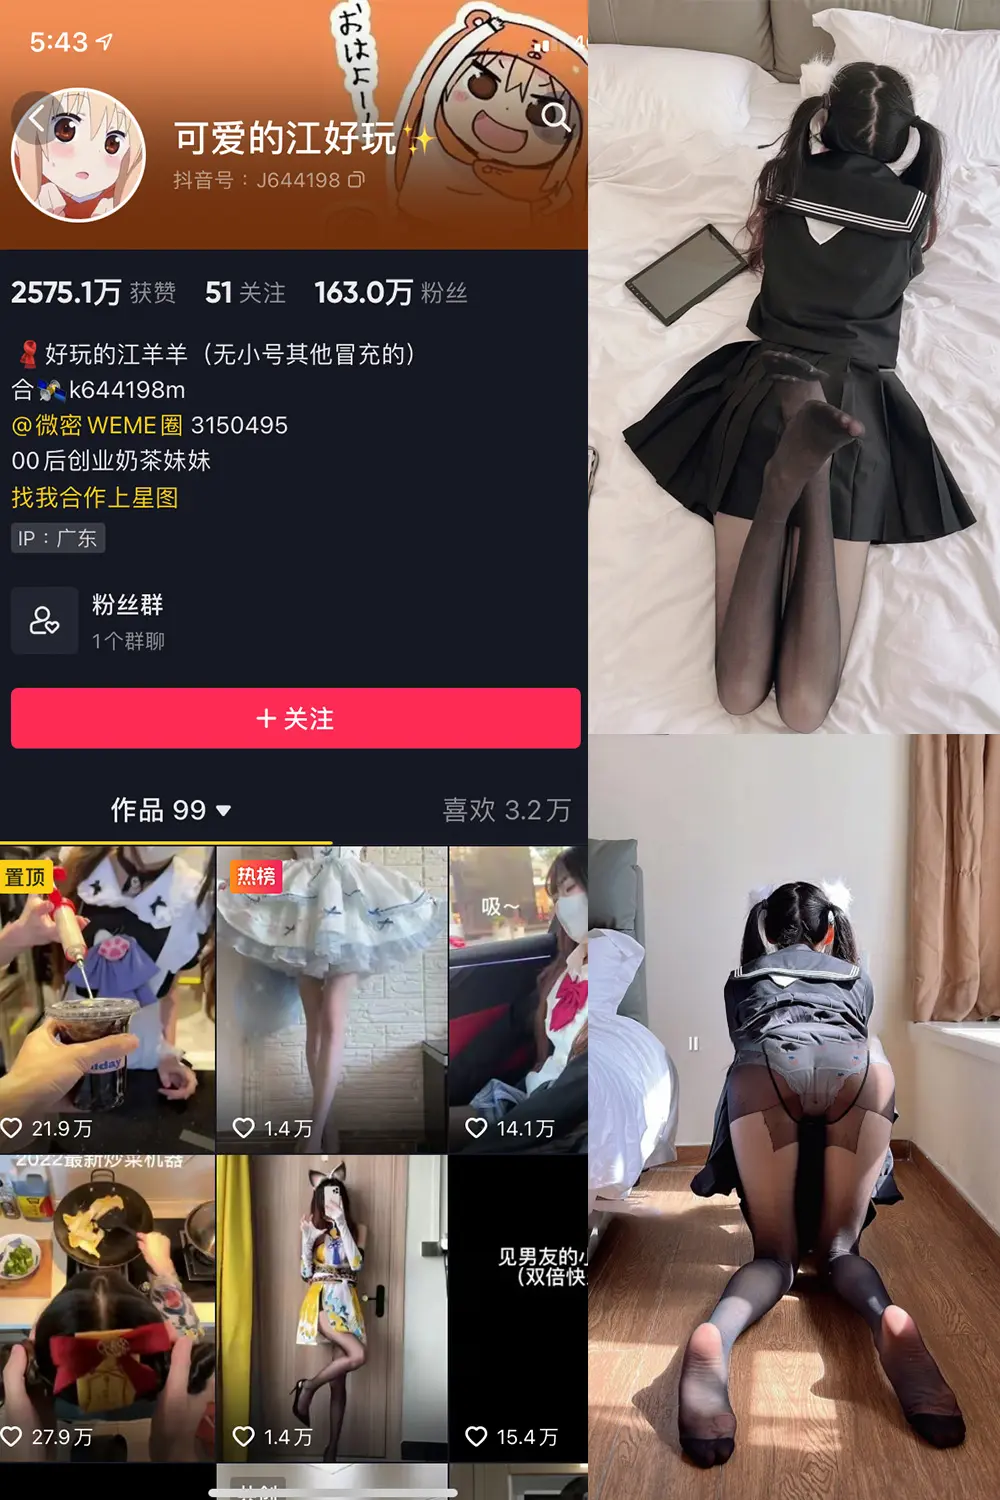 5:43
おはよー
可爱的江好玩✨
抖音号：J644198
2575.1万 获赞 51 关注 163.0万 粉丝
好玩的江羊羊（无小号其他冒充的）
合🛰️k644198m
@微密WEME圈 3150495
00后创业奶茶妹妹
找我合作上星图
IP：广东
粉丝群
1个群聊
+ 关注
作品 99 喜欢 3.2万
置顶
热榜
吸～
21.9万
1.4万
14.1万
2022最新炒菜机器
见男友的
（双倍快
27.9万
1.4万
15.4万